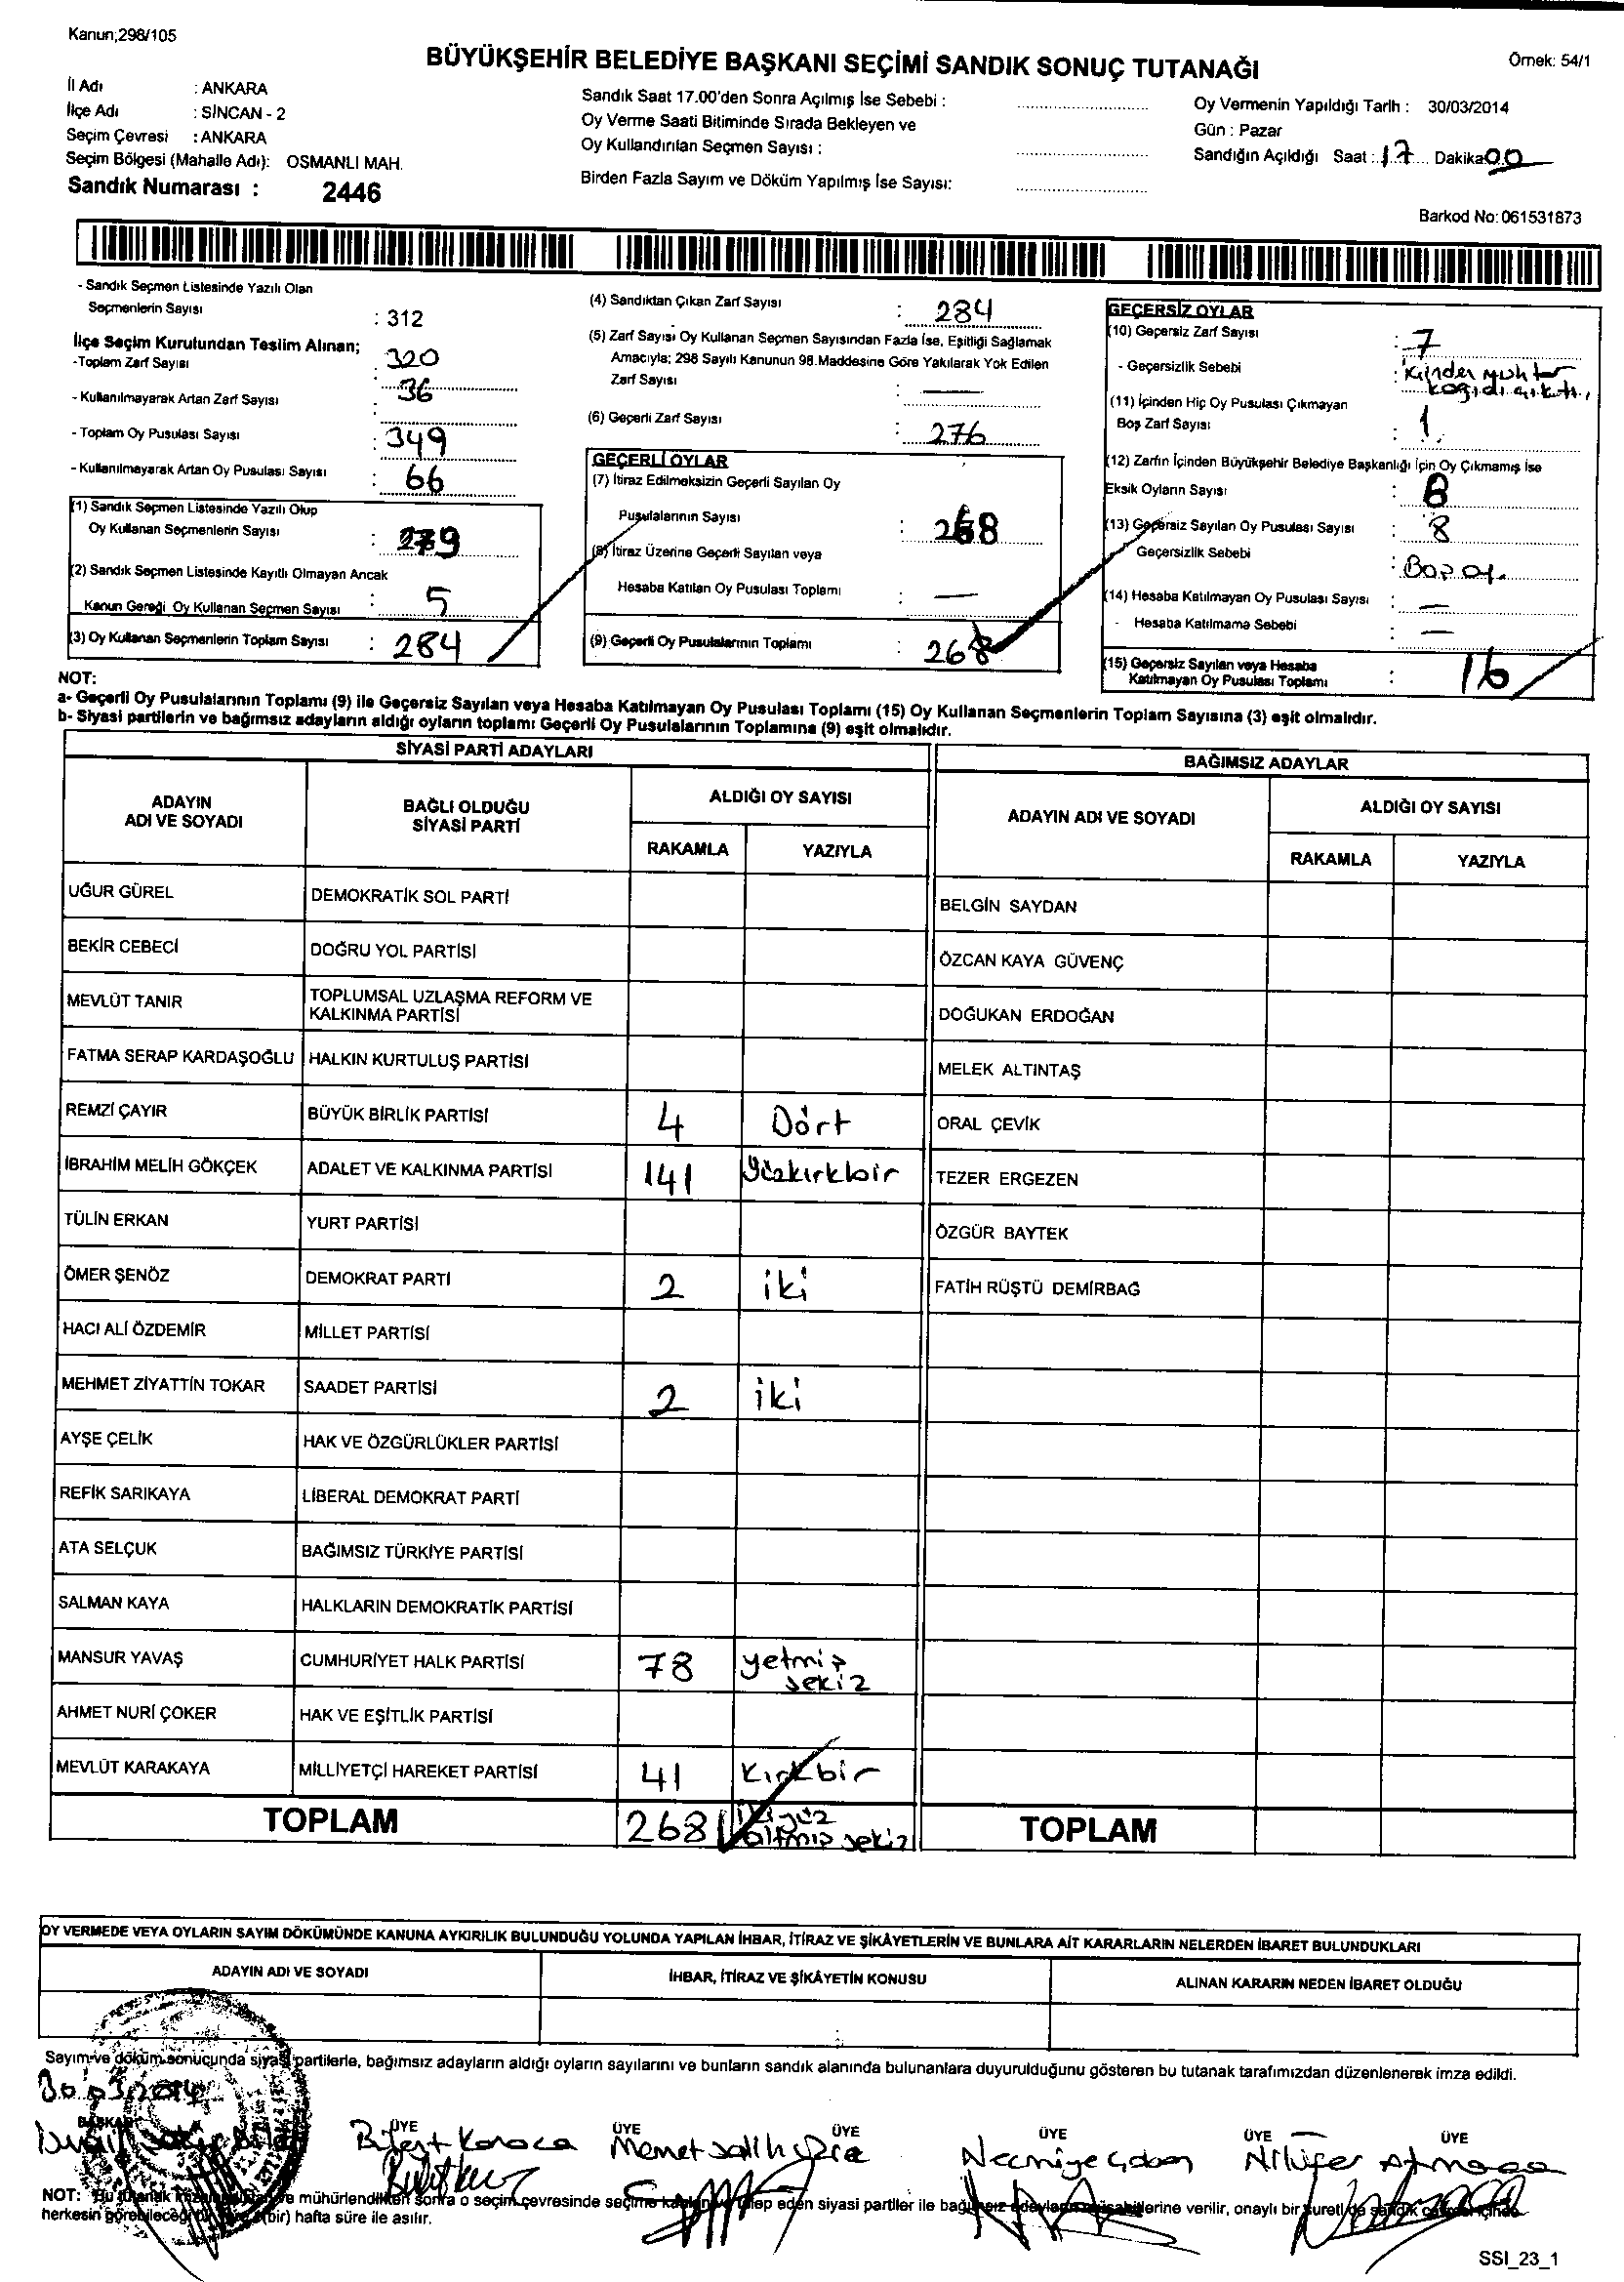 Kanun;298/105
BÜYÜKŞEHİR BELEDİYE BAŞKANI SEÇİMİ SANDIK SONUÇ TUTANAĞI
Örnek: 54/1
İl Adı : ANKARA
İlçe Adı : SİNCAN - 2
Seçim Çevresi : ANKARA
Seçim Bölgesi (Mahalle Adı): OSMANLI MAH.
Sandık Numarası : 2446
Sandık Saat 17.00'den Sonra Açılmış İse Sebebi :
Oy Verme Saati Bitiminde Sırada Bekleyen ve
Oy Kullandırılan Seçmen Sayısı :
Birden Fazla Sayım ve Döküm Yapılmış İse Sayısı:
Oy Vermenin Yapıldığı Tarih : 30/03/2014
Gün : Pazar
Sandığın Açıldığı Saat : 17 Dakika 00
Barkod No: 061531873
- Sandık Seçmen Listesinde Yazılı Olan
Seçmenlerin Sayısı : 312
İlçe Seçim Kurulundan Teslim Alınan;
-Toplam Zarf Sayısı : 320
- Kullanılmayarak Artan Zarf Sayısı : 36
- Toplam Oy Pusulası Sayısı : 349
- Kullanılmayarak Artan Oy Pusulası Sayısı : 66
(1) Sandık Seçmen Listesinde Yazılı Olup
Oy Kullanan Seçmenlerin Sayısı : 279
(2) Sandık Seçmen Listesinde Kayıtlı Olmayan Ancak
Kanun Gereği Oy Kullanan Seçmen Sayısı : 5
(3) Oy Kullanan Seçmenlerin Toplam Sayısı : 284
(4) Sandıktan Çıkan Zarf Sayısı : 284
(5) Zarf Sayısı Oy Kullanan Seçmen Sayısından Fazla İse, Eşitliği Sağlamak
Amacıyla; 298 Sayılı Kanunun 98.Maddesine Göre Yakılarak Yok Edilen
Zarf Sayısı : —
(6) Geçerli Zarf Sayısı : 276
GEÇERLİ OYLAR
(7) İtiraz Edilmeksizin Geçerli Sayılan Oy
Pusulalarının Sayısı : 268
(8) İtiraz Üzerine Geçerli Sayılan veya
Hesaba Katılan Oy Pusulası Toplamı : —
(9) Geçerli Oy Pusulalarının Toplamı : 268
GEÇERSİZ OYLAR
(10) Geçersiz Zarf Sayısı : 7
- Geçersizlik Sebebi : içinden muhtar
kağıdı çıktı.
(11) İçinden Hiç Oy Pusulası Çıkmayan
Boş Zarf Sayısı : 1.
(12) Zarfın İçinden Büyükşehir Belediye Başkanlığı İçin Oy Çıkmamış İse
Eksik Oyların Sayısı : 8
(13) Geçersiz Sayılan Oy Pusulası Sayısı : 8
Geçersizlik Sebebi : Boş oy.
(14) Hesaba Katılmayan Oy Pusulası Sayısı : —
- Hesaba Katılmama Sebebi : —
(15) Geçersiz Sayılan veya Hesaba
Katılmayan Oy Pusulası Toplamı : 16
NOT:
a- Geçerli Oy Pusulalarının Toplamı (9) ile Geçersiz Sayılan veya Hesaba Katılmayan Oy Pusulası Toplamı (15) Oy Kullanan Seçmenlerin Toplam Sayısına (3) eşit olmalıdır.
b- Siyasi partilerin ve bağımsız adayların aldığı oyların toplamı Geçerli Oy Pusulalarının Toplamına (9) eşit olmalıdır.
SİYASİ PARTİ ADAYLARI
ADAYIN ADI VE SOYADI
BAĞLI OLDUĞU SİYASİ PARTİ
ALDIĞI OY SAYISI
RAKAMLA YAZIYLA
UĞUR GÜREL DEMOKRATİK SOL PARTİ
BEKİR CEBECİ DOĞRU YOL PARTİSİ
MEVLÜT TANIR TOPLUMSAL UZLAŞMA REFORM VE KALKINMA PARTİSİ
FATMA SERAP KARDAŞOĞLU HALKIN KURTULUŞ PARTİSİ
REMZİ ÇAYIR BÜYÜK BİRLİK PARTİSİ 4 Dört
İBRAHİM MELİH GÖKÇEK ADALET VE KALKINMA PARTİSİ 141 Yüzkırkbir
TÜLİN ERKAN YURT PARTİSİ
ÖMER ŞENÖZ DEMOKRAT PARTİ 2 iki
HACI ALİ ÖZDEMİR MİLLET PARTİSİ
MEHMET ZİYATTİN TOKAR SAADET PARTİSİ 2 iki
AYŞE ÇELİK HAK VE ÖZGÜRLÜKLER PARTİSİ
REFİK SARIKAYA LİBERAL DEMOKRAT PARTİ
ATA SELÇUK BAĞIMSIZ TÜRKİYE PARTİSİ
SALMAN KAYA HALKLARIN DEMOKRATİK PARTİSİ
MANSUR YAVAŞ CUMHURİYET HALK PARTİSİ 78 yetmiş sekiz
AHMET NURİ ÇOKER HAK VE EŞİTLİK PARTİSİ
MEVLÜT KARAKAYA MİLLİYETÇİ HAREKET PARTİSİ 41 Kırkbir
TOPLAM 268 İki yüz altmış sekiz
BAĞIMSIZ ADAYLAR
ADAYIN ADI VE SOYADI
ALDIĞI OY SAYISI
RAKAMLA YAZIYLA
BELGİN SAYDAN
ÖZCAN KAYA GÜVENÇ
DOĞUKAN ERDOĞAN
MELEK ALTINTAŞ
ORAL ÇEVİK
TEZER ERGEZEN
ÖZGÜR BAYTEK
FATİH RÜŞTÜ DEMİRBAĞ
TOPLAM
OY VERMEDE VEYA OYLARIN SAYIM DÖKÜMÜNDE KANUNA AYKIRILIK BULUNDUĞU YOLUNDA YAPILAN İHBAR, İTİRAZ VE ŞİKÂYETLERİN VE BUNLARA AİT KARARLARIN NELERDEN İBARET BULUNDUKLARI
ADAYIN ADI VE SOYADI İHBAR, İTİRAZ VE ŞİKÂYETİN KONUSU ALINAN KARARIN NEDEN İBARET OLDUĞU
Sayım ve döküm sonucunda siyasi partilerle, bağımsız adayların aldığı oyların sayılarını ve bunların sandık alanında bulunanlara duyurulduğunu gösteren bu tutanak tarafımızdan düzenlenerek imza edildi.
30.03.2014
BAŞKAN ÜYE ÜYE ÜYE ÜYE ÜYE ÜYE
Bülent Karaca Memet Salih Necmiye Çoban Nilüfer Atmaca
NOT: Bu tutanak mühürlendikten sonra o seçim çevresinde seçime katılan ve talep eden siyasi partiler ile bağımsız adayların müşahitlerine verilir, onaylı bir sureti de sandık
herkesin görebileceği (bir) hafta süre ile asılır.
SSI_23_1